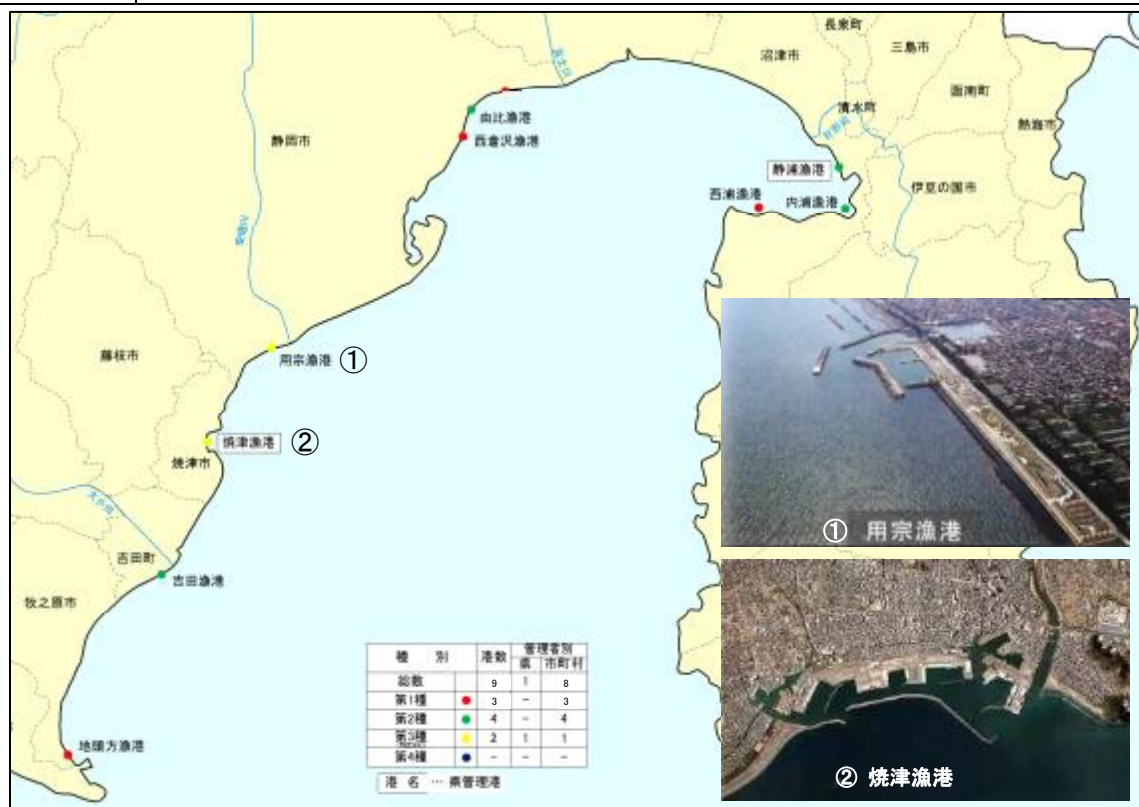 長泉町
三島市
沼津市
函南町
清水町
熱海市
由比漁港
静岡市
西倉沢漁港
静浦漁港
伊豆の国市
西浦漁港
内浦漁港
安倍川
藤枝市
用宗漁港 ①
焼津漁港 ②
焼津市
大井川
吉田町
吉田漁港
牧之原市
地頭方漁港
種 別 港数 管理者別
県 市町村
総数 9 1 8
第1種 3 - 3
第2種 4 - 4
第3種 2 1 1
第4種 - - -
港 名 … 県管理港
① 用宗漁港
② 焼津漁港